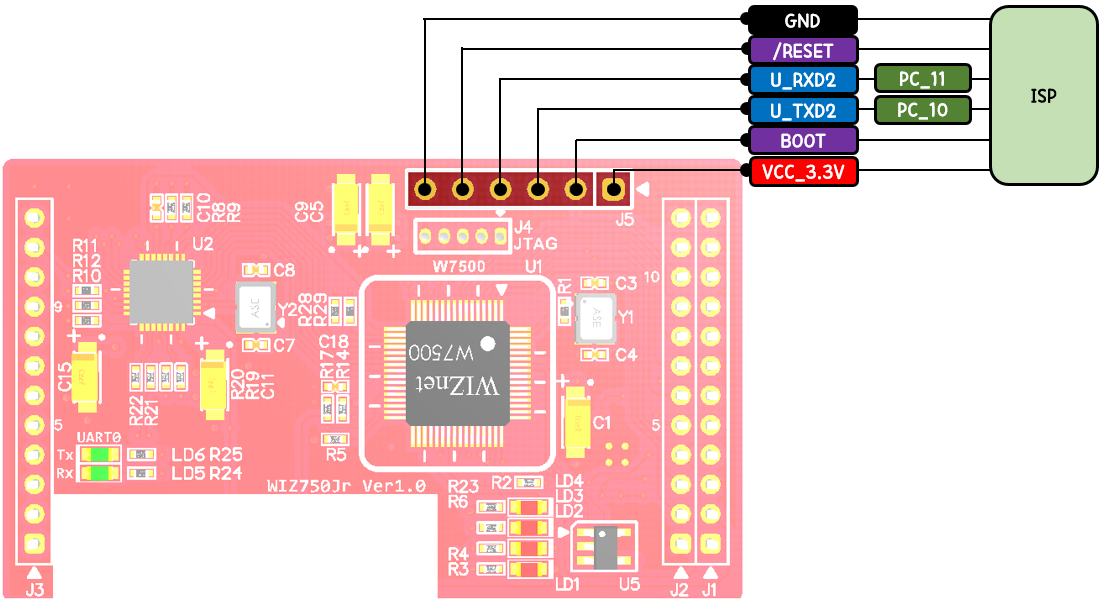 GND
/RESET
U_RXD2 PC_11
U_TXD2 PC_10
BOOT
VCC_3.3V
ISP
J5
J4
JTAG
W7500 U1
C9
C5
C10
R8
R9
U2
R11
R12
R10
C8
Y2
C7
ASE
R28
R29
C18
R17
R14
R5
R1
C3
Y1
ASE
C4
W7500
WIZnet
C1
9
5
10
5
C15
R22
R21
R20
R19
C11
UART0
Tx LD6 R25
Rx LD5 R24
WIZ750Jr Ver1.0
R23
R6
R2
LD4
LD3
LD2
R4
R3
LD1
U5
J3
J2
J1